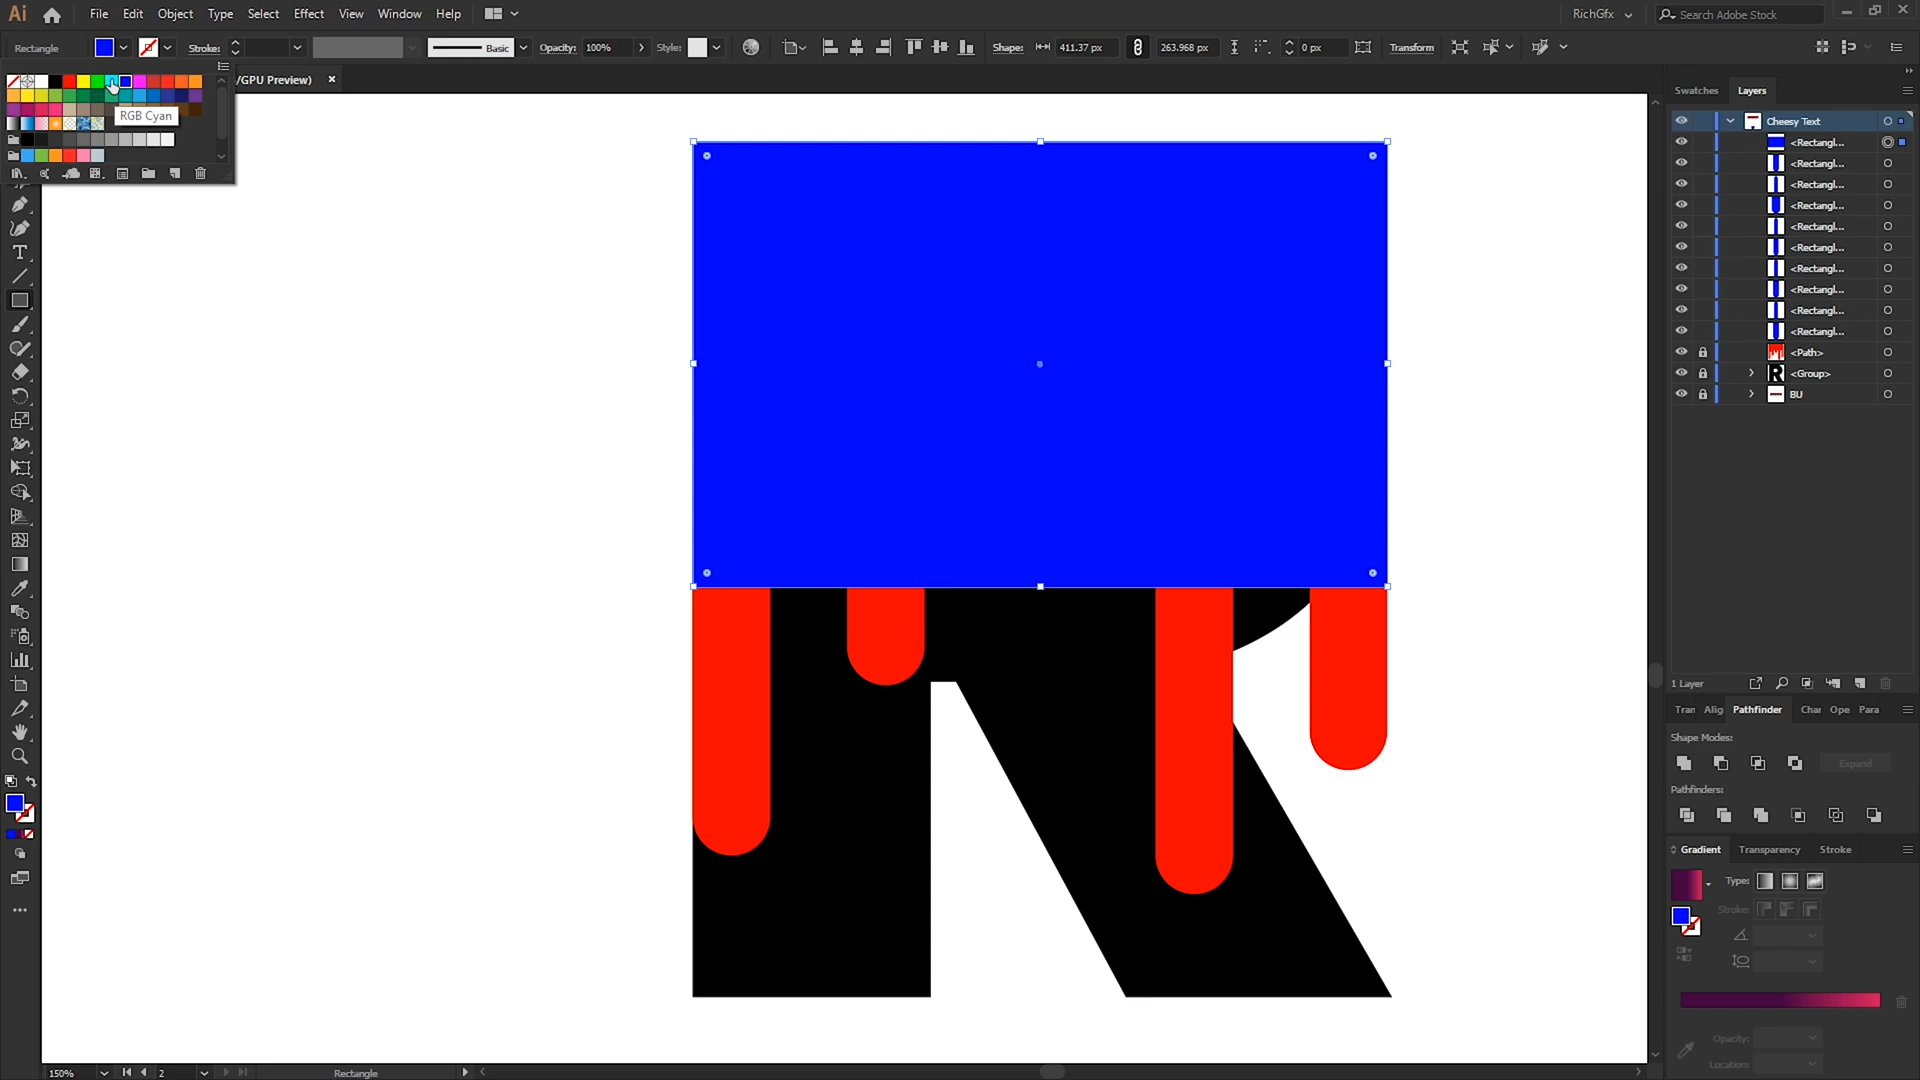 Ai File Edit Object Type Select Effect View Window Help RichGfx Search Adobe Stock
Rectangle Stroke: Basic Opacity: 100% Style: Shape: 411.37 px 263.968 px 0 px Transform
/GPU Preview) ×
RGB Cyan
Swatches Layers
Cheesy Text
<Rectangl...
<Rectangl...
<Rectangl...
<Rectangl...
<Rectangl...
<Rectangl...
<Rectangl...
<Rectangl...
<Rectangl...
<Rectangl...
<Path>
<Group>
BU
1 Layer
Tran Alig Pathfinder Char Ope Para
Shape Modes:
Expand
Pathfinders:
Gradient Transparency Stroke
Type:
Stroke:
Opacity:
Location:
150% 2 Rectangle